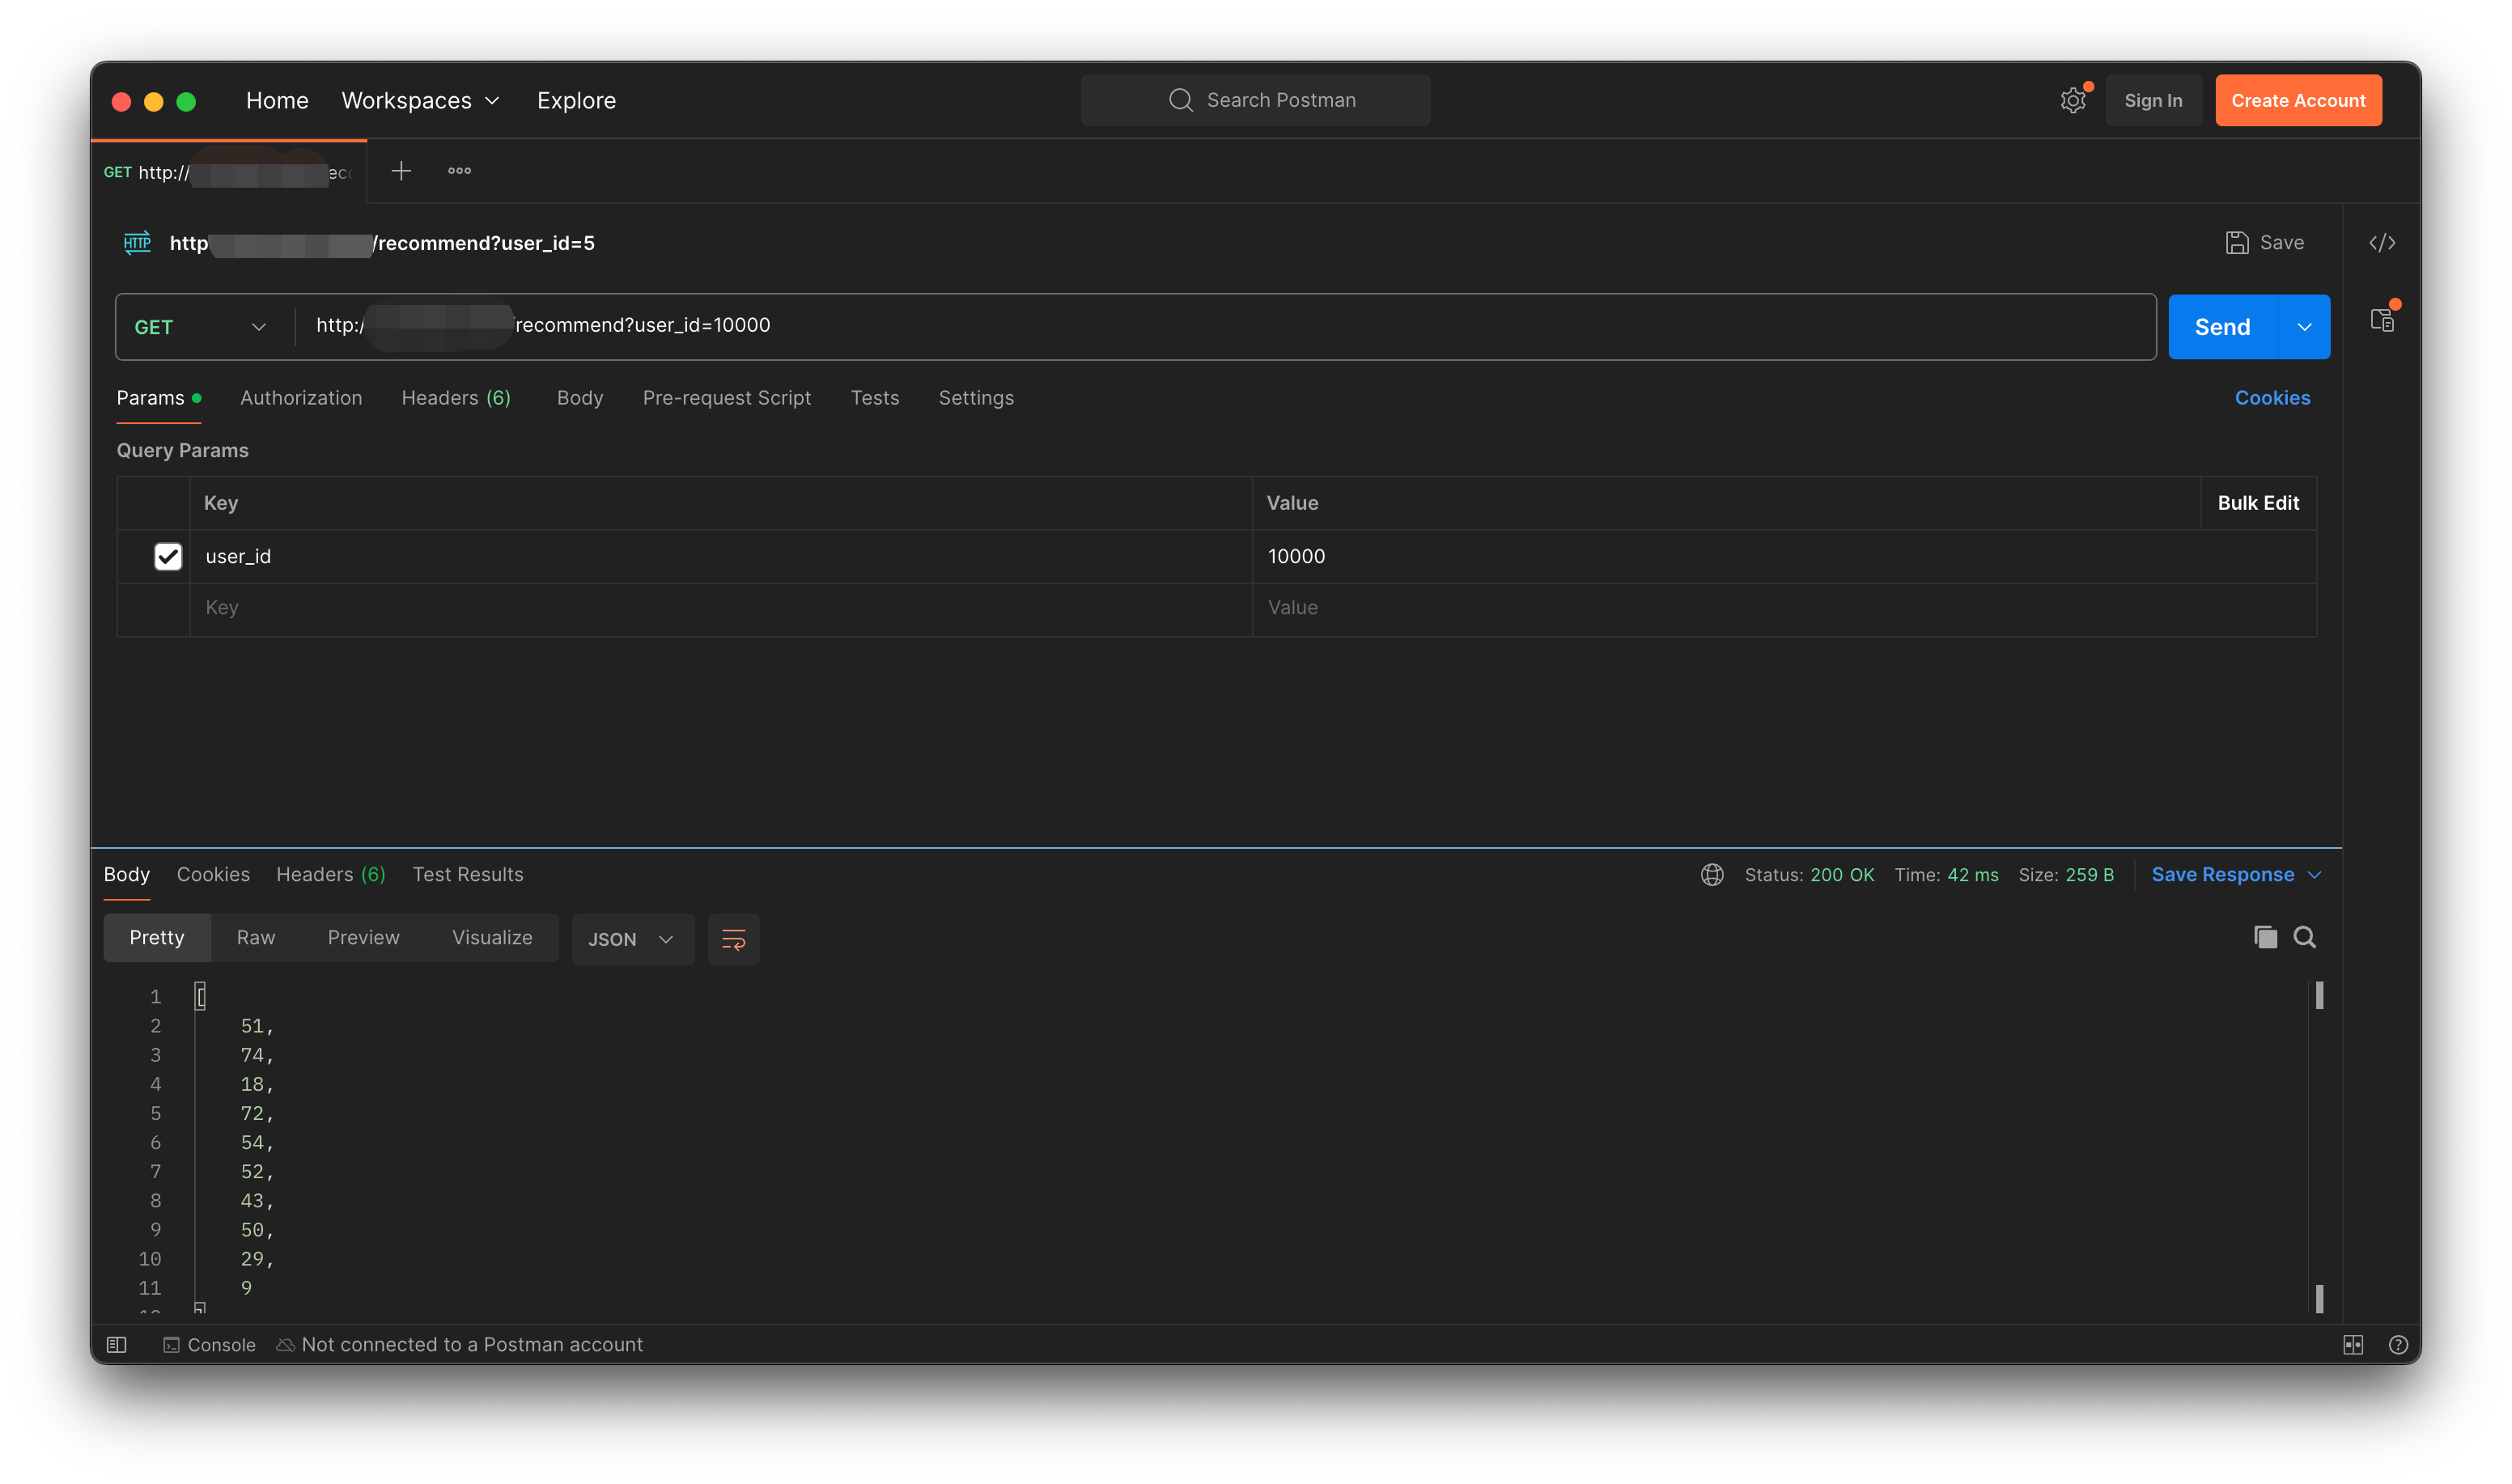 Home Workspaces Explore Search Postman Sign In Create Account
GET http://
HTTP http /recommend?user_id=5 Save </>
GET http:/ recommend?user_id=10000 Send
Params Authorization Headers (6) Body Pre-request Script Tests Settings Cookies
Query Params
Key Value Bulk Edit
user_id 10000
Key Value
Body Cookies Headers (6) Test Results Status: 200 OK Time: 42 ms Size: 259 B Save Response
Pretty Raw Preview Visualize JSON
1 [
2 51,
3 74,
4 18,
5 72,
6 54,
7 52,
8 43,
9 50,
10 29,
11 9
Console Not connected to a Postman account